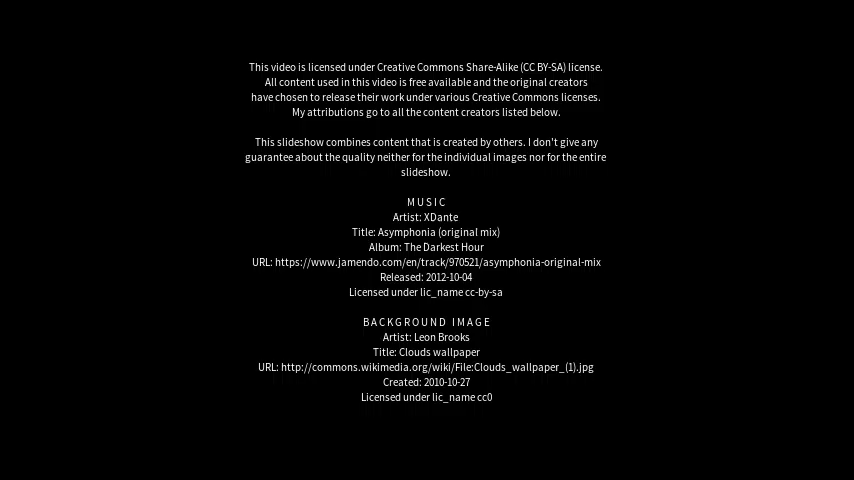 This video is licensed under Creative Commons Share-Alike (CC BY-SA) license.
All content used in this video is free available and the original creators
have chosen to release their work under various Creative Commons licenses.
My attributions go to all the content creators listed below.
This slideshow combines content that is created by others. I don't give any
guarantee about the quality neither for the individual images nor for the entire
slideshow.
M U S I C
Artist: XDante
Title: Asymphonia (original mix)
Album: The Darkest Hour
URL: https://www.jamendo.com/en/track/970521/asymphonia-original-mix
Released: 2012-10-04
Licensed under lic_name cc-by-sa
B A C K G R O U N D   I M A G E
Artist: Leon Brooks
Title: Clouds wallpaper
URL: http://commons.wikimedia.org/wiki/File:Clouds_wallpaper_(1).jpg
Created: 2010-10-27
Licensed under lic_name cc0